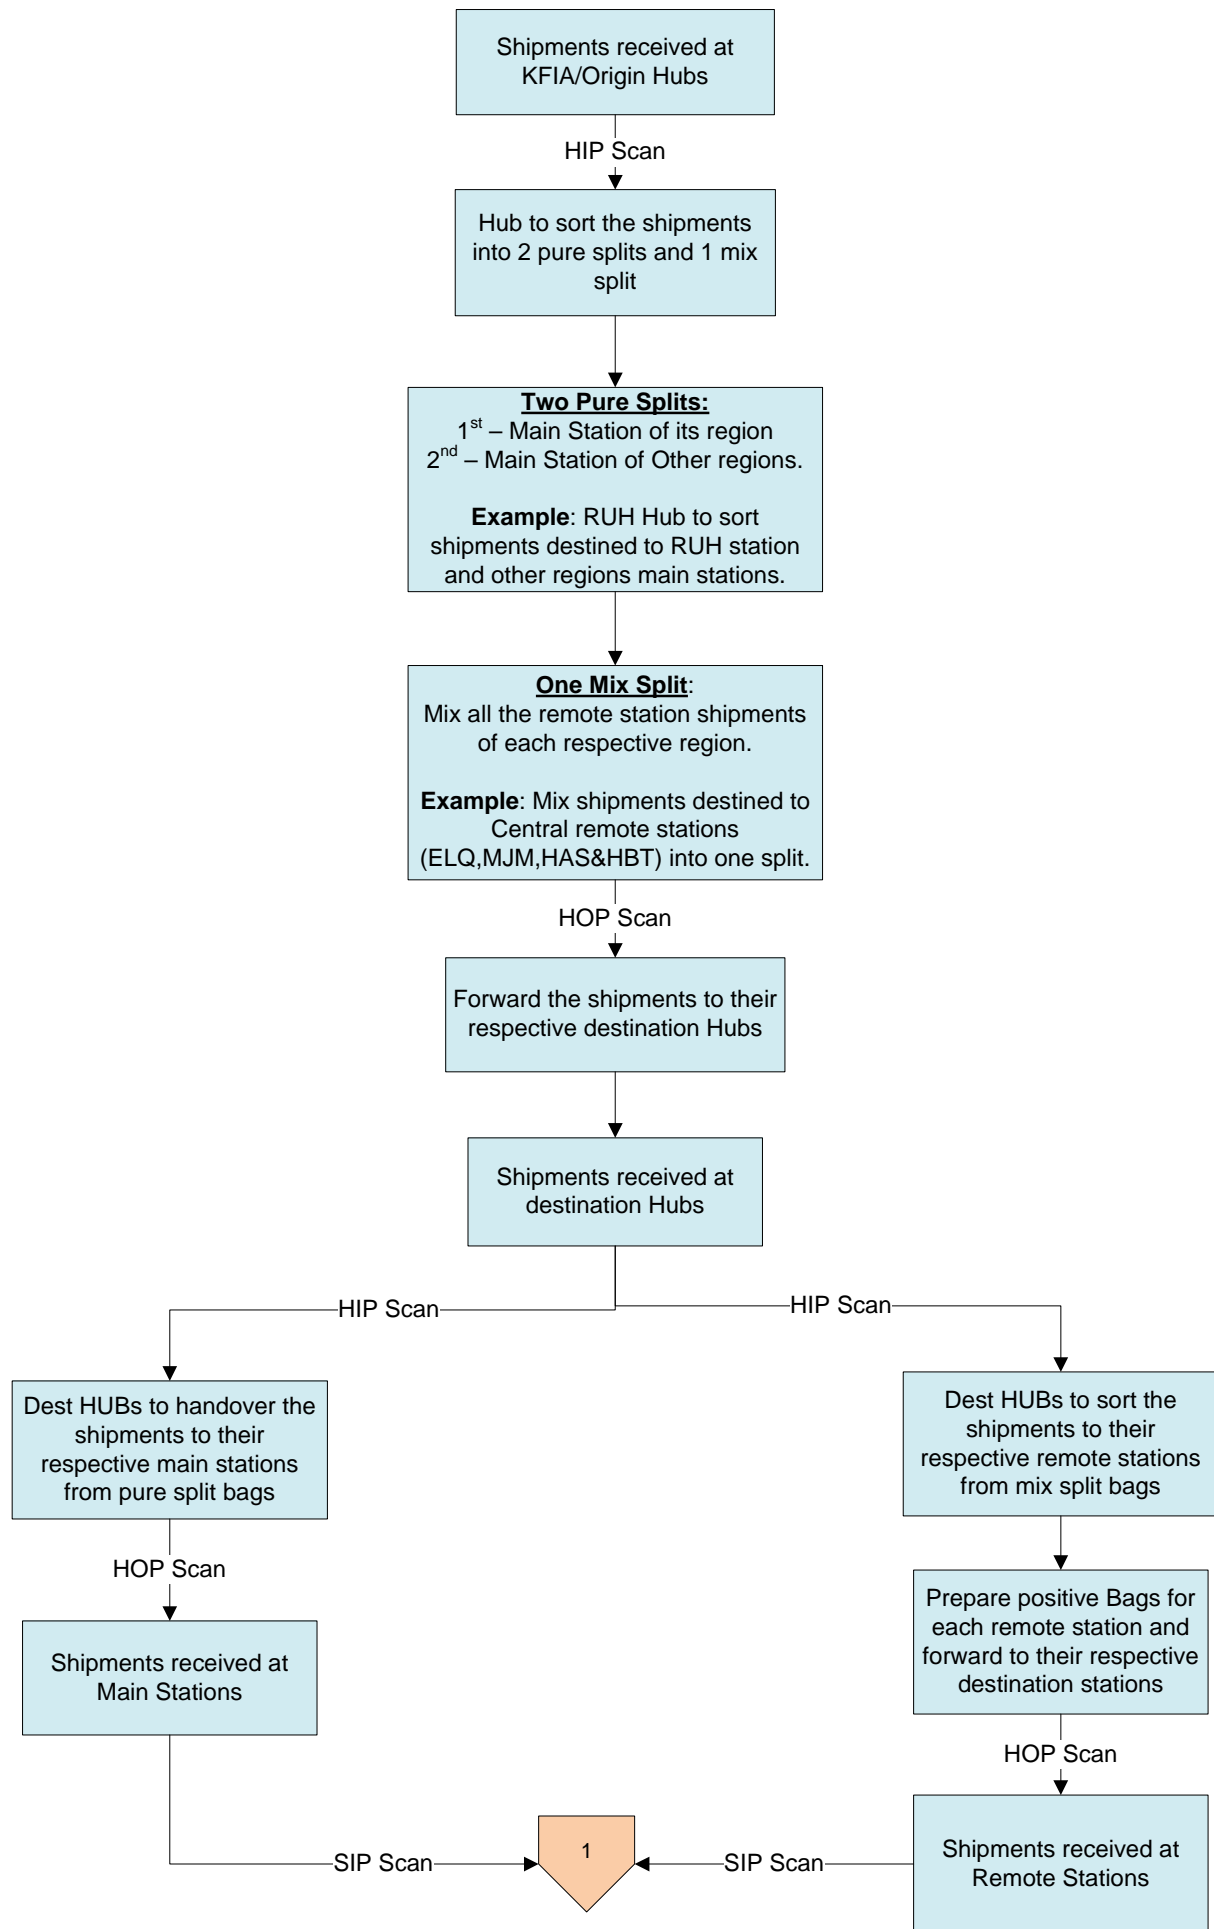 Shipments received at
KFIA/Origin Hubs
HIP Scan
Hub to sort the shipments
into 2 pure splits and 1 mix
split
Two Pure Splits:
1st – Main Station of its region
2nd – Main Station of Other regions.
Example: RUH Hub to sort
shipments destined to RUH station
and other regions main stations.
One Mix Split:
Mix all the remote station shipments
of each respective region.
Example: Mix shipments destined to
Central remote stations
(ELQ,MJM,HAS&HBT) into one split.
HOP Scan
Forward the shipments to their
respective destination Hubs
Shipments received at
destination Hubs
HIP Scan
HIP Scan
Dest HUBs to handover the
shipments to their
respective main stations
from pure split bags
HOP Scan
Shipments received at
Main Stations
SIP Scan
Dest HUBs to sort the
shipments to their
respective remote stations
from mix split bags
Prepare positive Bags for
each remote station and
forward to their respective
destination stations
HOP Scan
Shipments received at
Remote Stations
SIP Scan
1